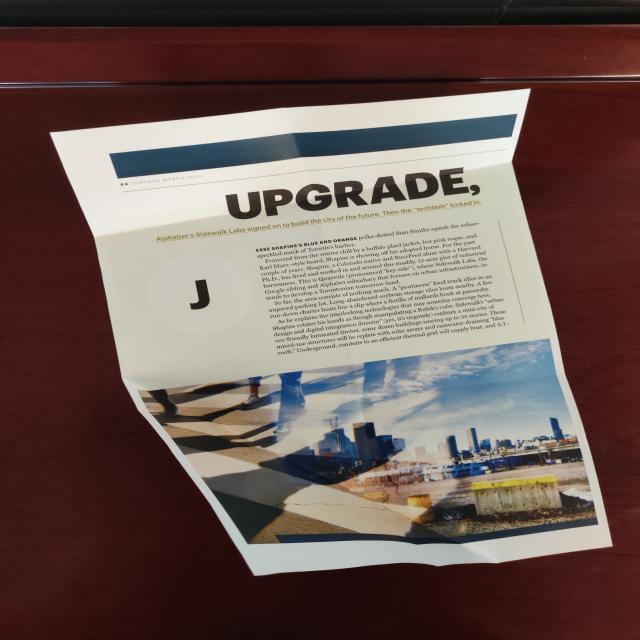 88 FORTUNE MARCH 2020
UPGRADE,
Alphabet's Sidewalk Labs signed on to build the city of the future. Then the "techlash" kicked in.
J
ESSE SHAPINS'S BLUE AND ORANGE polka-dotted Stan Smiths squish the refuse-
speckled muck of Toronto's harbor.
Protected from the winter chill by a buffalo plaid jacket, hot pink toque, and
Karl Marx–style beard, Shapins is showing off his adopted home. For the past
couple of years, Shapins, a Colorado native and BuzzFeed alum with a Harvard
Ph.D., has lived and worked in and around this muddy, 12-acre plot of industrial
barrenness. This is Quayside (pronounced "key-side"), where Sidewalk Labs, the
Google sibling and Alphabet subsidiary that focuses on urban infrastructure, in-
tends to develop a Torontonian tomorrow-land.
So far, the area consists of nothing much. A "poutinerie" food truck idles in an
unpaved parking lot. Long-abandoned soybean storage silos loom nearby. A few
run-down charter boats line a slip where a flotilla of mallards honk at passersby.
As he explains the interlocking technologies that may someday converge here,
Shapins rotates his hands as though manipulating a Rubik's cube. Sidewalk's "urban
design and digital integration director" (yes, it's ungainly) outlines a mini-city of
eco-friendly laminated timber, some dozen buildings soaring up to 35 stories. These
mixed-use structures will be replete with solar arrays and rainwater-draining "blue
roofs." Underground, conduits to an efficient thermal grid will supply heat, and A.I.-